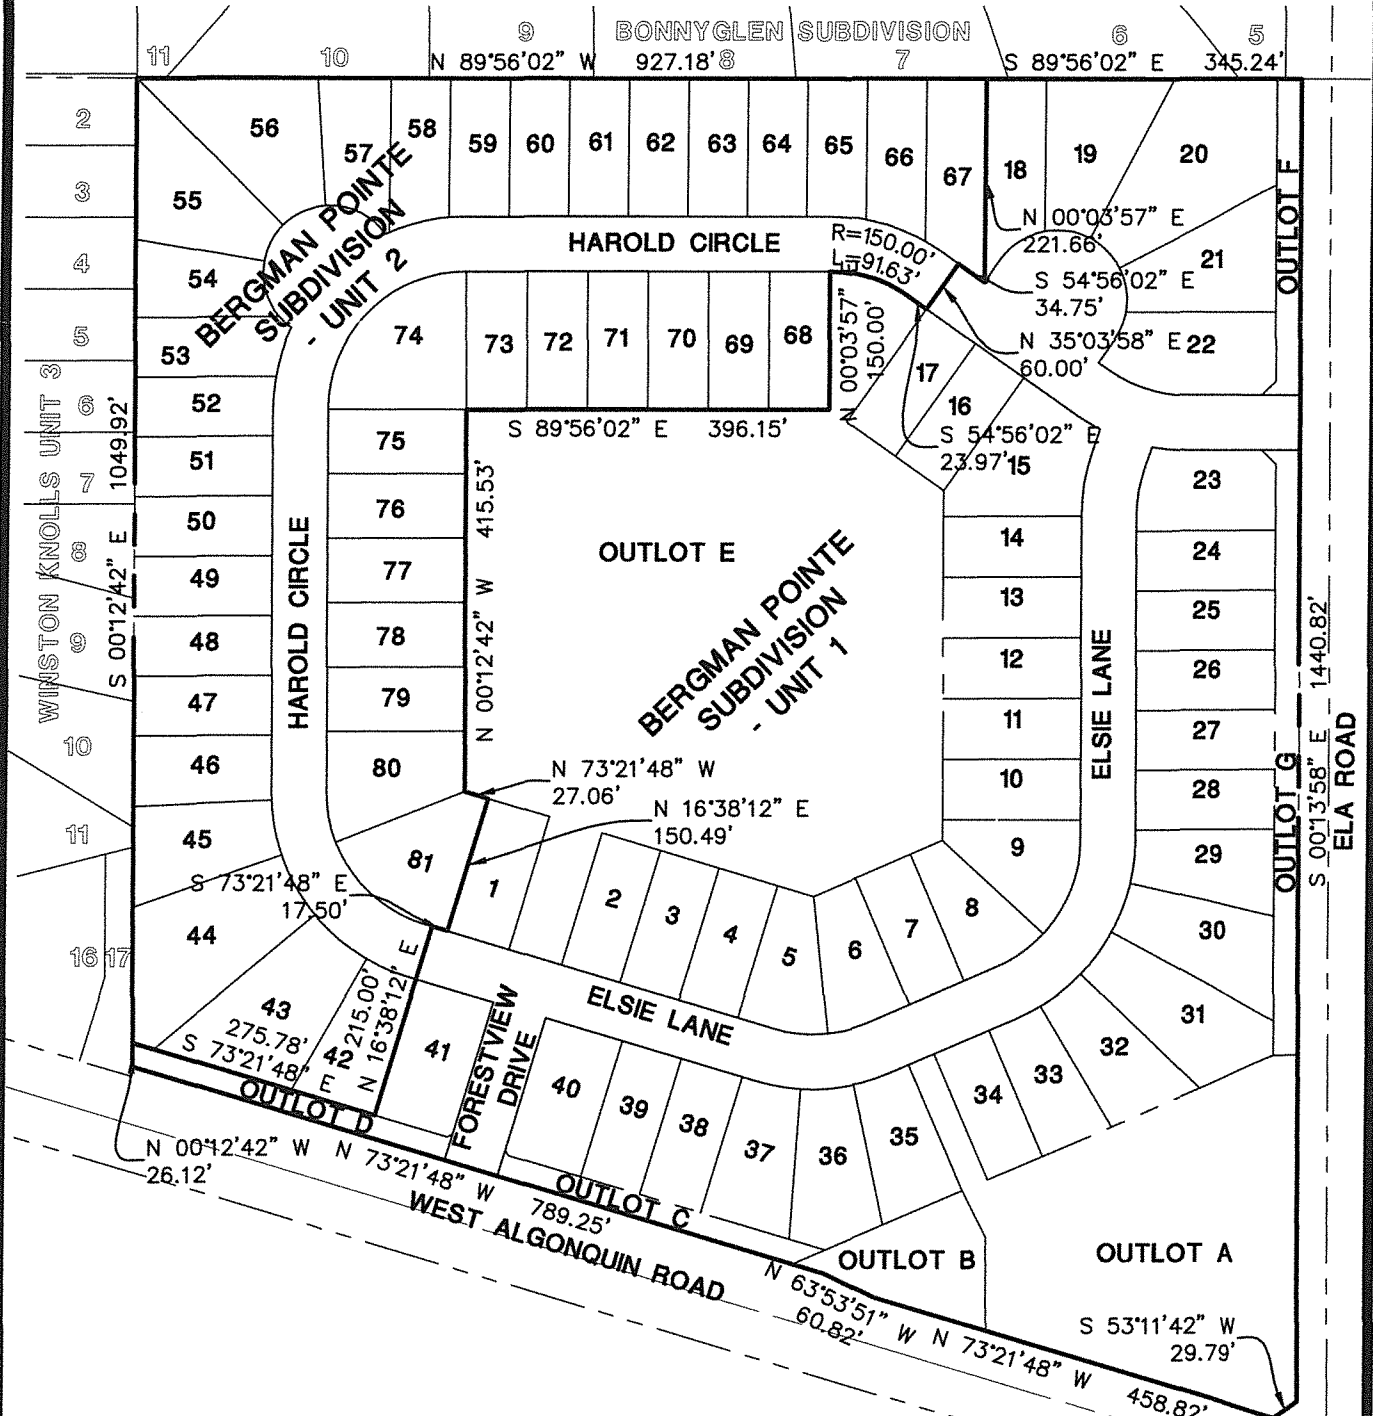 BONNYGLEN SUBDIVISION
11
10
9
8
7
6
5
N 89°56'02" W 927.18'
S 89°56'02" E 345.24'
2
3
4
5
6
7
8
9
10
11
16
17
WINSTON KNOLLS UNIT 3
S 00°12'42" E 1049.92'
56
57
58
59
60
61
62
63
64
65
66
67
18
19
20
55
54
53
52
51
50
49
48
47
46
45
44
43
42
BERGMAN POINTE
SUBDIVISION
- UNIT 2
HAROLD CIRCLE
R=150.00'
L=91.63'
N 00°03'57" E
221.66'
S 54°56'02" E
34.75'
N 35°03'58" E
60.00'
21
22
OUTLOT F
74
73
72
71
70
69
68
N 00°03'57" E
150.00'
17
16
15
S 54°56'02" E
23.97'
S 89°56'02" E 396.15'
75
76
77
78
79
80
81
HAROLD CIRCLE
N 00°12'42" W 415.53'
OUTLOT E
BERGMAN POINTE
SUBDIVISION
- UNIT 1
14
13
12
11
10
9
ELSIE LANE
23
24
25
26
27
28
29
30
31
32
33
34
OUTLOT G
S 00°13'58" E 1440.82'
ELA ROAD
N 73°21'48" W
27.06'
N 16°38'12" E
150.49'
S 73°21'48" E
17.50'
1
2
3
4
5
6
7
8
ELSIE LANE
275.78'
S 73°21'48" E
215.00'
N 16°38'12" E
41
FORESTVIEW
DRIVE
40
39
38
37
36
35
OUTLOT D
N 00°12'42" W
26.12'
N 73°21'48" W
789.25'
OUTLOT C
WEST ALGONQUIN ROAD
OUTLOT B
OUTLOT A
N 63°53'51" W
60.82'
N 73°21'48" W
458.82'
S 53°11'42" W
29.79'